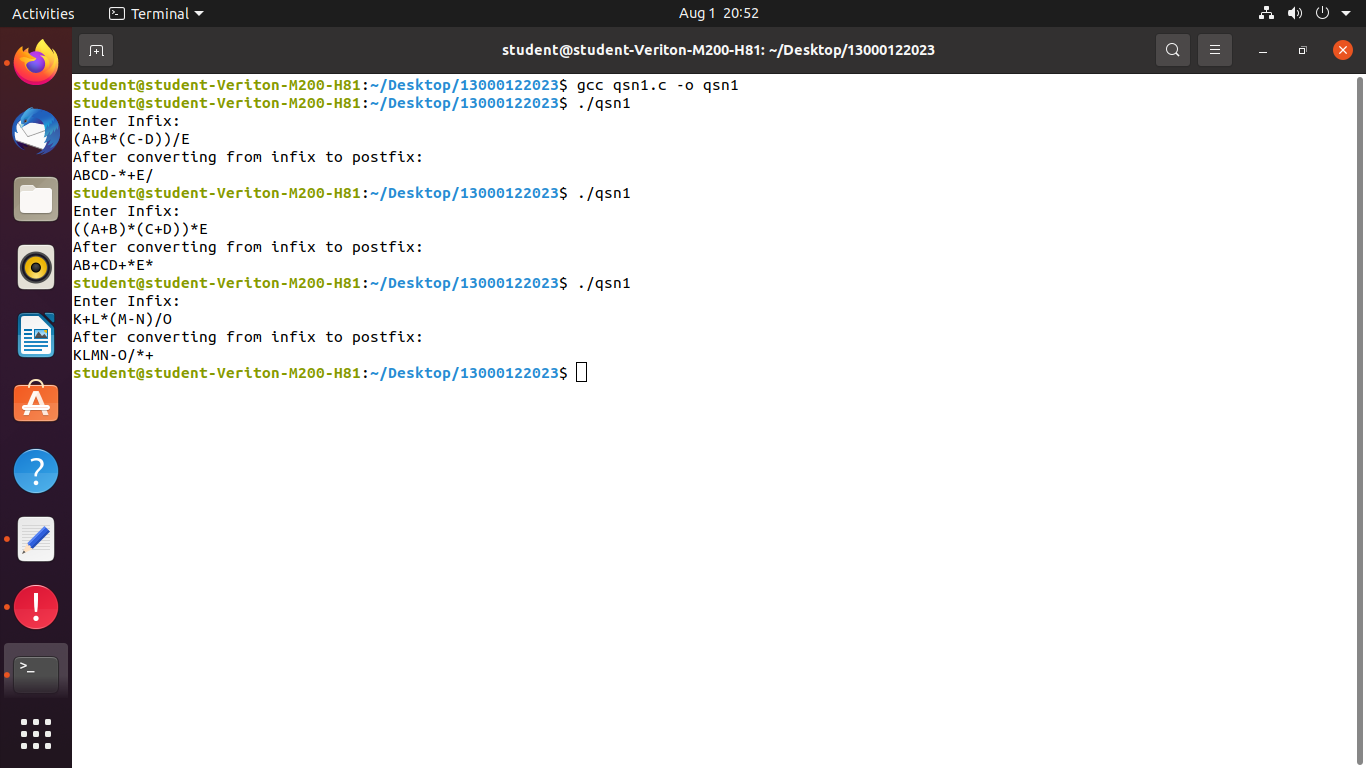 Activities Terminal Aug 1 20:52
student@student-Veriton-M200-H81: ~/Desktop/13000122023
student@student-Veriton-M200-H81:~/Desktop/13000122023$ gcc qsn1.c -o qsn1
student@student-Veriton-M200-H81:~/Desktop/13000122023$ ./qsn1
Enter Infix:
(A+B*(C-D))/E
After converting from infix to postfix:
ABCD-*+E/
student@student-Veriton-M200-H81:~/Desktop/13000122023$ ./qsn1
Enter Infix:
((A+B)*(C+D))*E
After converting from infix to postfix:
AB+CD+*E*
student@student-Veriton-M200-H81:~/Desktop/13000122023$ ./qsn1
Enter Infix:
K+L*(M-N)/O
After converting from infix to postfix:
KLMN-O/*+
student@student-Veriton-M200-H81:~/Desktop/13000122023$